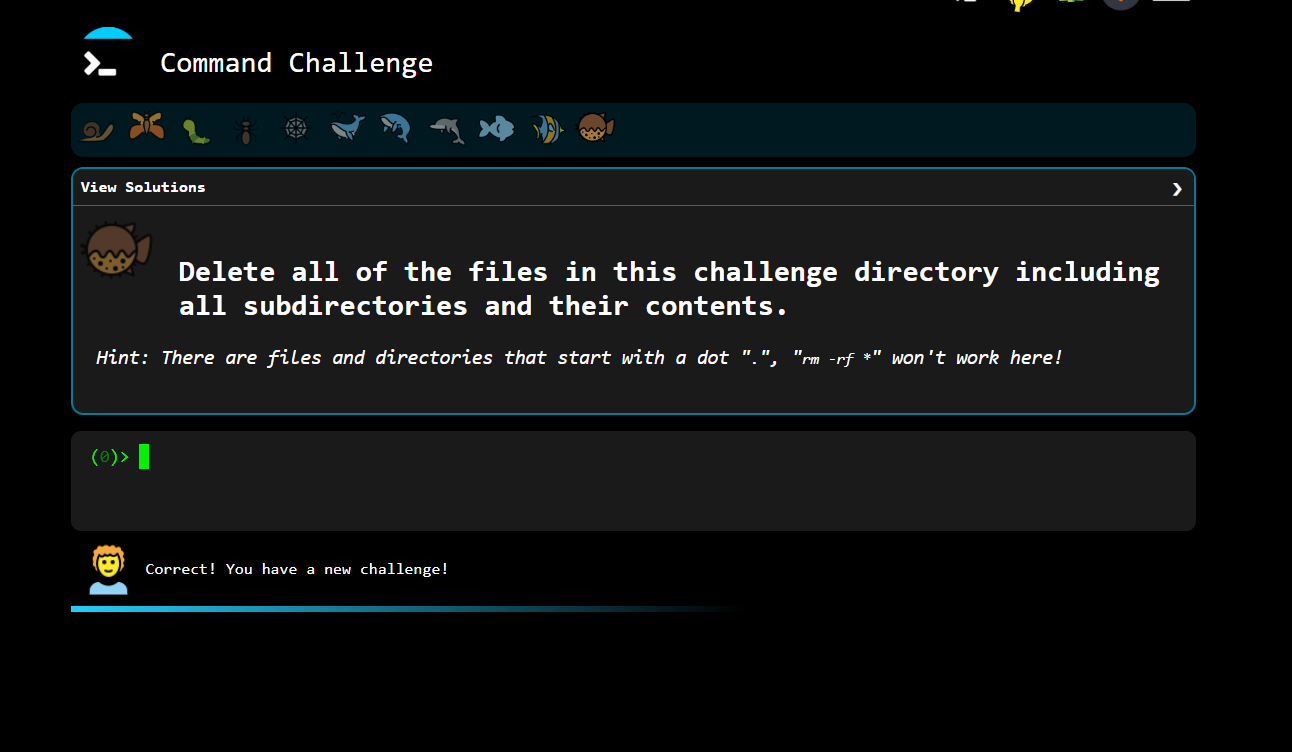 Command Challenge
View Solutions
Delete all of the files in this challenge directory including
all subdirectories and their contents.
Hint: There are files and directories that start with a dot ".", "rm -rf *" won't work here!
(0)>
Correct! You have a new challenge!